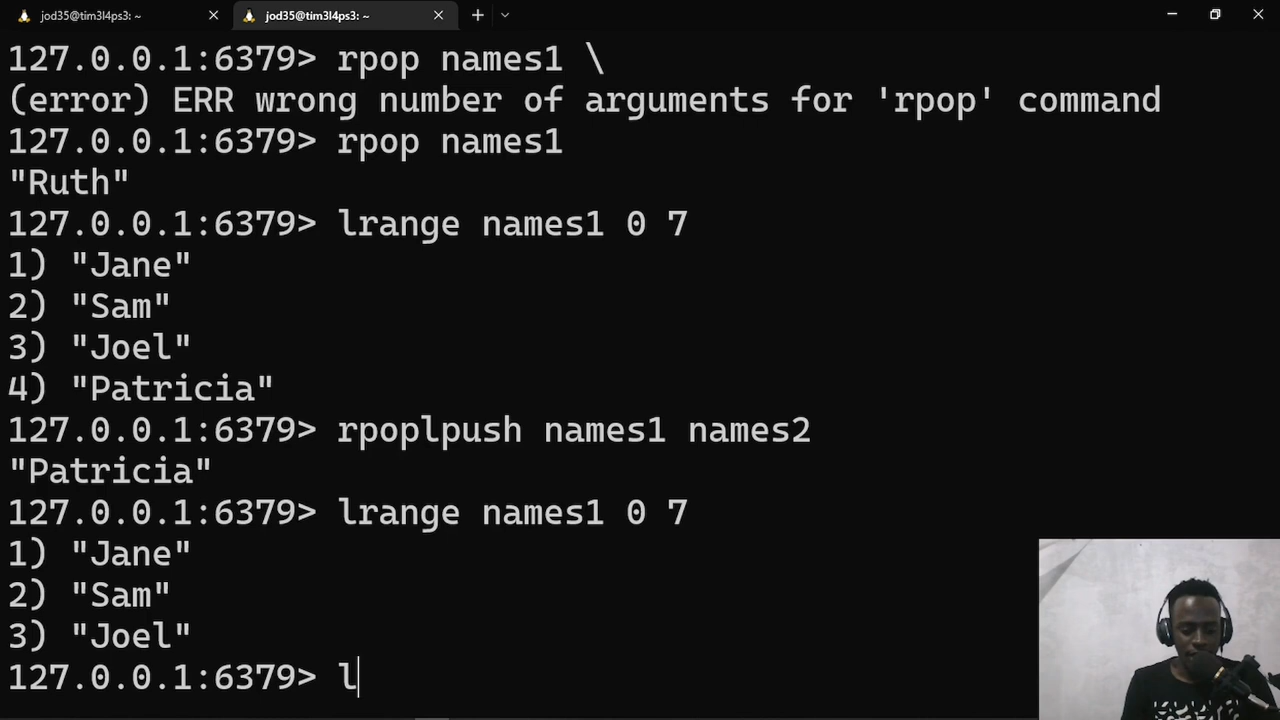 jod35@tim3l4ps3: ~
jod35@tim3l4ps3: ~
127.0.0.1:6379> rpop names1 \
(error) ERR wrong number of arguments for 'rpop' command
127.0.0.1:6379> rpop names1
"Ruth"
127.0.0.1:6379> lrange names1 0 7
1) "Jane"
2) "Sam"
3) "Joel"
4) "Patricia"
127.0.0.1:6379> rpoplpush names1 names2
"Patricia"
127.0.0.1:6379> lrange names1 0 7
1) "Jane"
2) "Sam"
3) "Joel"
127.0.0.1:6379> l